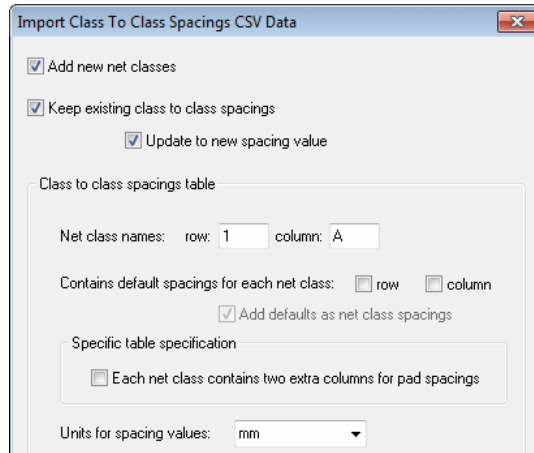 Import Class To Class Spacings CSV Data
Add new net classes
Keep existing class to class spacings
Update to new spacing value
Class to class spacings table
Net class names: row: 1 column: A
Contains default spacings for each net class: row column
Add defaults as net class spacings
Specific table specification
Each net class contains two extra columns for pad spacings
Units for spacing values: mm